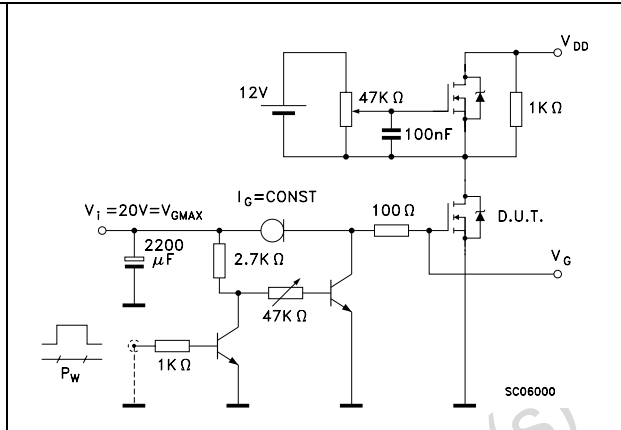 V_DD
12V
47KΩ
1KΩ
100nF
V_i =20V=V_GMAX
I_G=CONST
100Ω
D.U.T.
2200
μF
2.7KΩ
V_G
47KΩ
1KΩ
P_W
SC06000